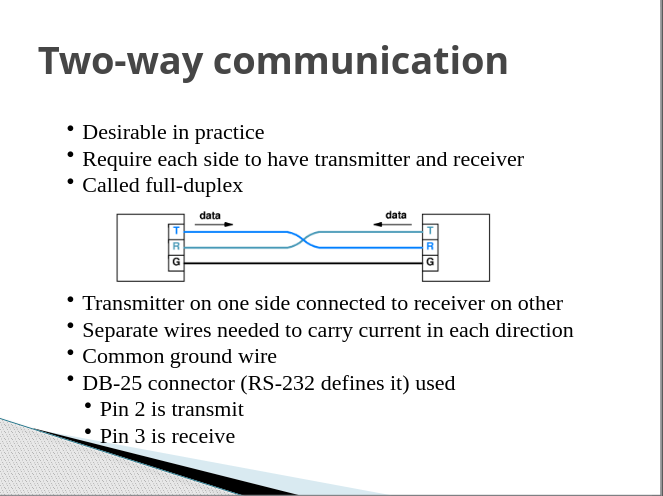 Two-way communication
• Desirable in practice
• Require each side to have transmitter and receiver
• Called full-duplex
data data
T T
R R
G G
• Transmitter on one side connected to receiver on other
• Separate wires needed to carry current in each direction
• Common ground wire
• DB-25 connector (RS-232 defines it) used
• Pin 2 is transmit
• Pin 3 is receive